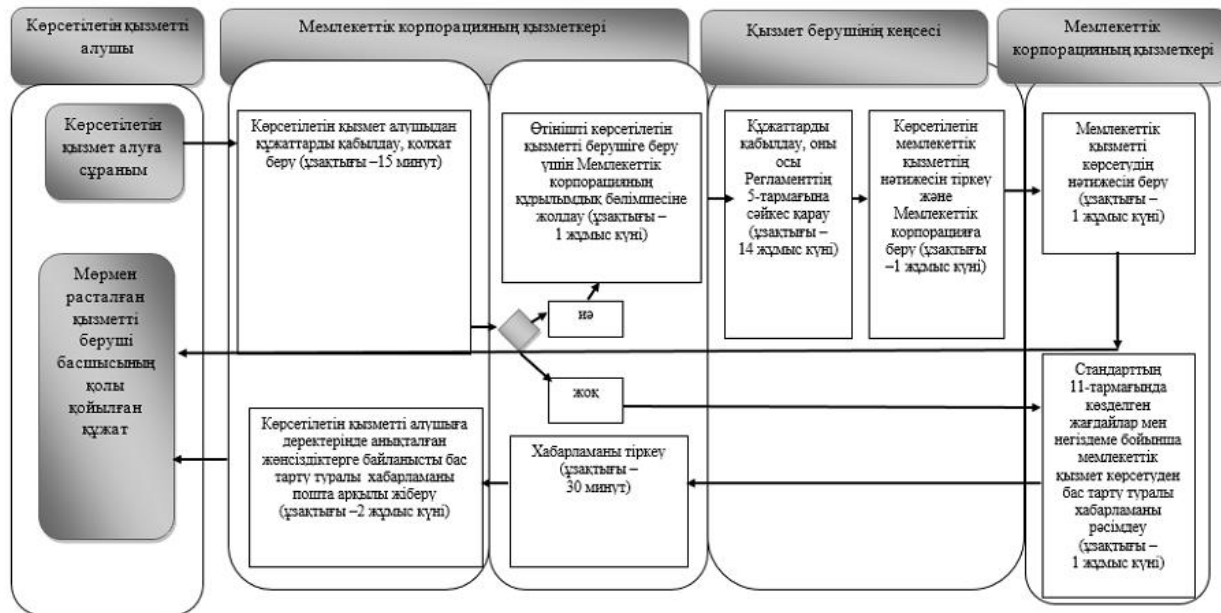 Көрсетілетін қызметті
алушы
Мемлекеттік корпорацияның қызметкері
Қызмет берушінің кеңсесі
Мемлекеттік
корпорацияның қызметкері
Көрсетілетін
қызмет алуға
сұраным
Көрсетілетін қызмет алушыдан
құжаттарды қабылдау, қолхат
беру (ұзақтығы –15 минут)
Өтінішті көрсетілетін
қызметті берушіге беру
үшін Мемлекеттік
корпорацияның
құрылымдық бөлімшесіне
жолдау (ұзақтығы –
1 жұмыс күні)
Құжаттарды
қабылдау, оны
осы
Регламенттің
5-тармағына
сәйкес қарау
(ұзақтығы –
14 жұмыс күні)
Көрсетілетін
мемлекеттік
қызметтің
нәтижесін тіркеу
және
Мемлекеттік
корпорацияға
беру (ұзақтығы
–1 жұмыс күні)
Мемлекеттік
қызметті
көрсетудің
нәтижесін беру
(ұзақтығы –
1 жұмыс күні)
иә
жоқ
Мөрмен
расталған
қызметті
беруші
басшысының
қолы
қойылған
құжат
Көрсетілетін қызметті алушыға
деректерінде анықталған
жөнсіздіктерге байланысты бас
тарту туралы хабарламаны
пошта арқылы жіберу
(ұзақтығы –2 жұмыс күні)
Хабарламаны тіркеу
(ұзақтығы –
30 минут)
Стандарттың
11-тармағында
көзделген
жағдайлар мен
негіздеме бойынша
мемлекеттік
қызмет көрсетуден
бас тарту туралы
хабарламаны
рәсімдеу
(ұзақтығы –
1 жұмыс күні)